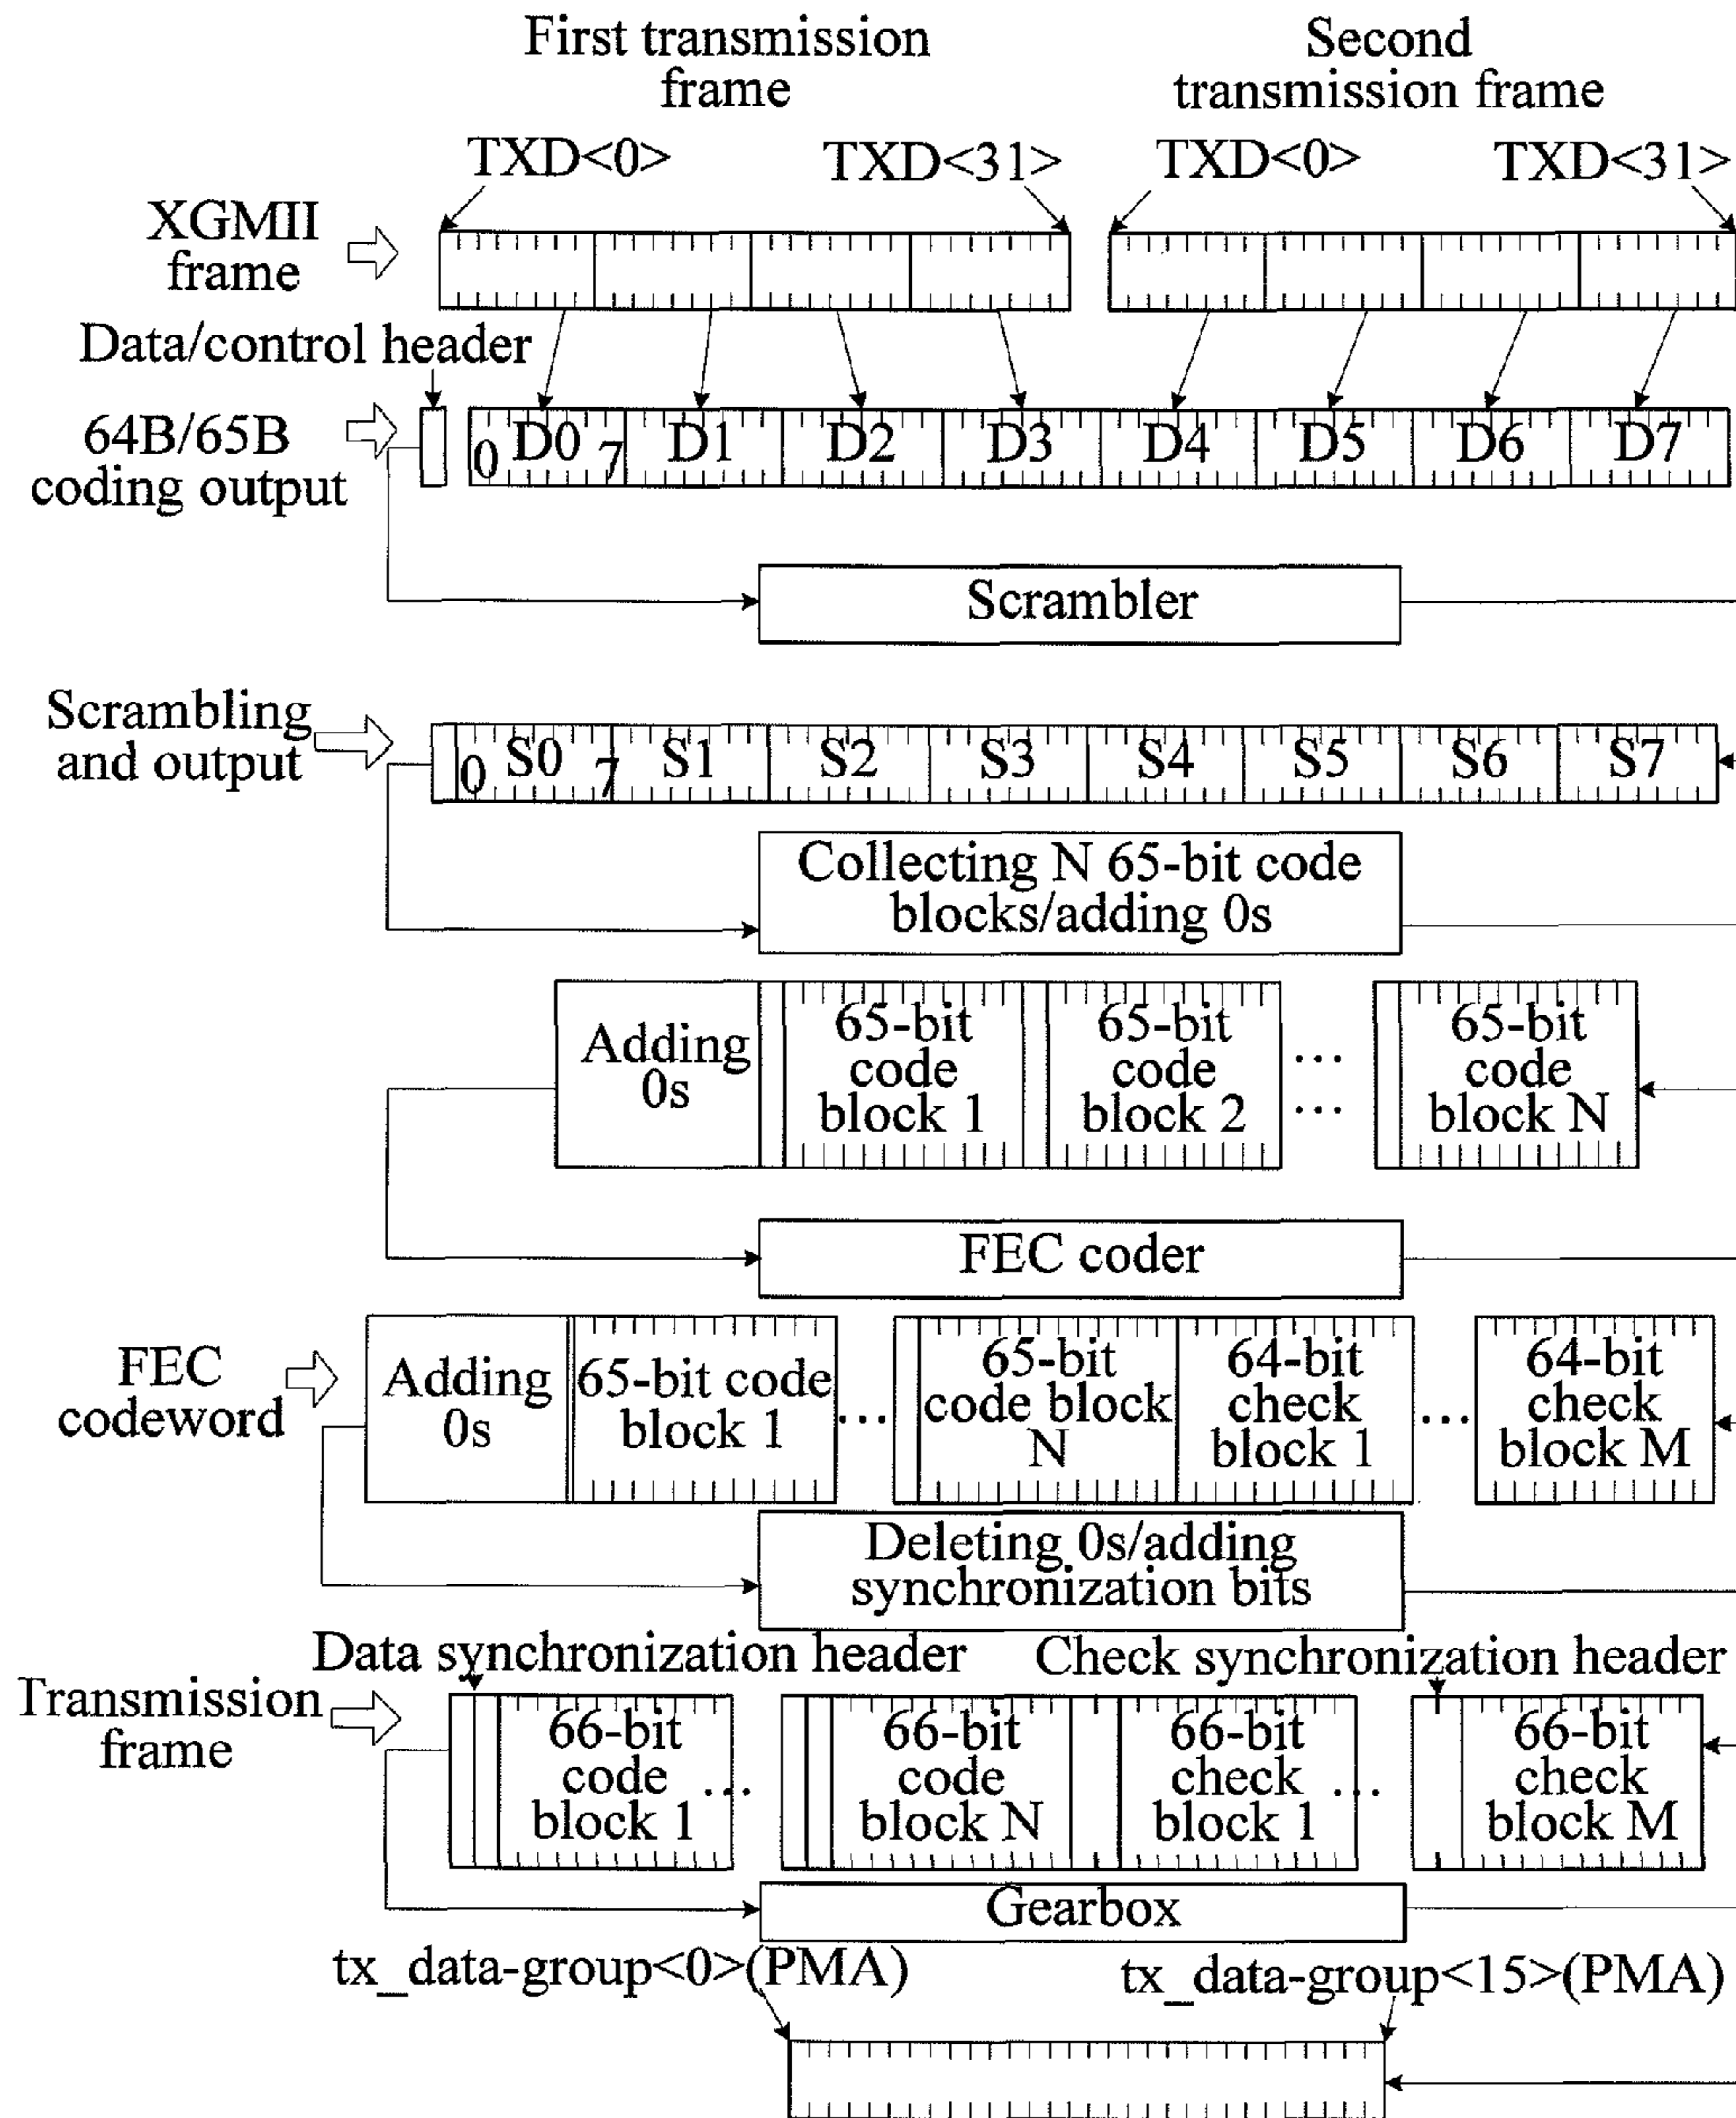 First transmission
frame
Second
transmission frame
TXD<0>
TXD<31>
TXD<0>
TXD<31>
XGMII
frame
Data/control header
64B/65B
coding output
0 D0 7 D1 D2 D3 D4 D5 D6 D7
Scrambler
Scrambling
and output
0 S0 7 S1 S2 S3 S4 S5 S6 S7
Collecting N 65-bit code
blocks/adding 0s
Adding
0s
65-bit
code
block 1
65-bit
code
block 2
...
...
65-bit
code
block N
FEC coder
FEC
codeword
Adding
0s
65-bit code
block 1
...
65-bit
code block
N
64-bit
check
block 1
...
64-bit
check
block M
Deleting 0s/adding
synchronization bits
Data synchronization header
Check synchronization header
Transmission
frame
66-bit
code
block 1
...
66-bit
code
block N
66-bit
check
block 1
...
66-bit
check
block M
Gearbox
tx_data-group<0>(PMA)
tx_data-group<15>(PMA)